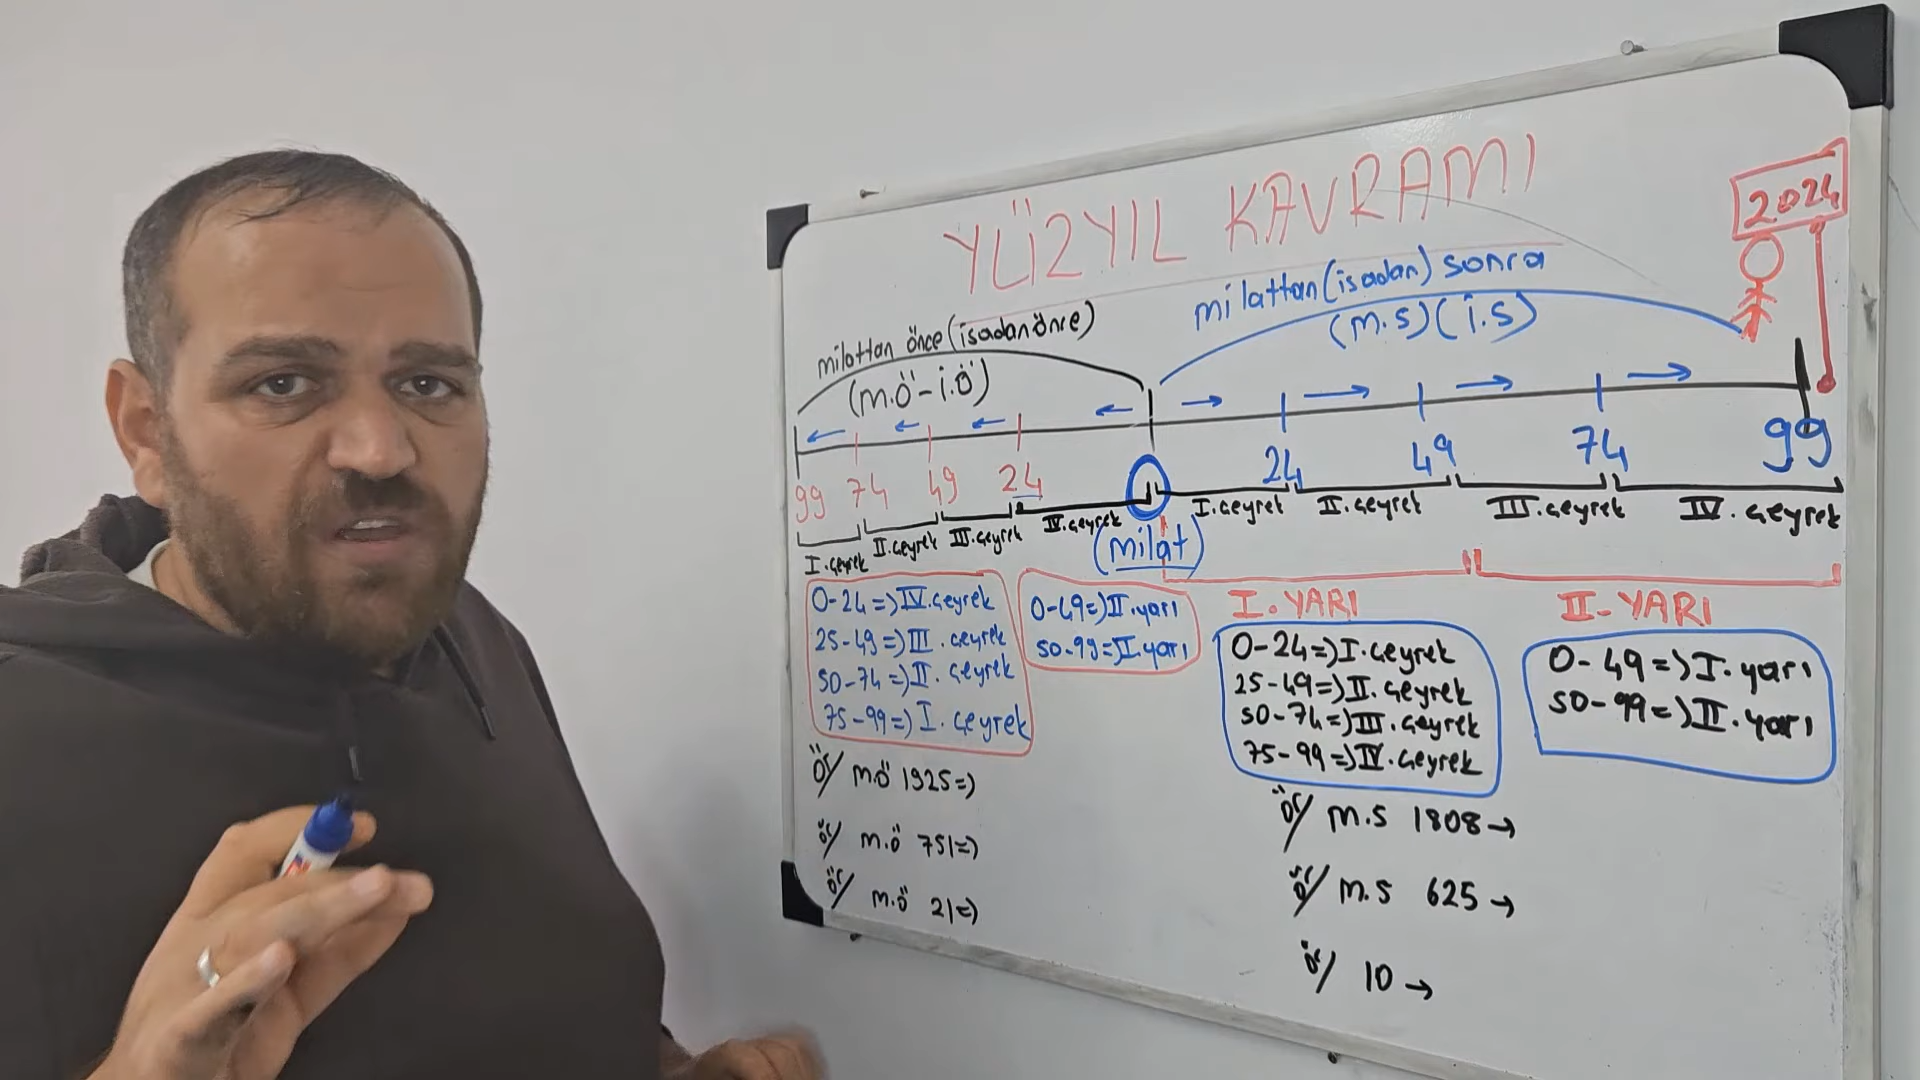 YÜZYIL KAVRAMI
2024
milattan önce (isadan önce)
(m.ö - i.ö)
milattan (isadan) sonra
(m.s) (i.s)
99 74 49 24
24 49 74 99
I. çeyrek II. çeyrek III. çeyrek IV. çeyrek
(milat)
I. çeyrek II. çeyrek III. çeyrek IV. çeyrek
0-24=) IV. çeyrek
25-49=) III. çeyrek
50-74=) II. çeyrek
75-99=) I. çeyrek
0-49=) II. yarı
50-99=) I. yarı
I. YARI
0-24=) I. çeyrek
25-49=) II. çeyrek
50-74=) III. çeyrek
75-99=) IV. çeyrek
II- YARI
0-49=) I. yarı
50-99=) II. yarı
ör/ m.ö 1925=)
ör/ m.ö 751=)
ör/ m.ö 21=)
ör/ m.s 1808→
ör/ m.s 625→
ör/ 10→